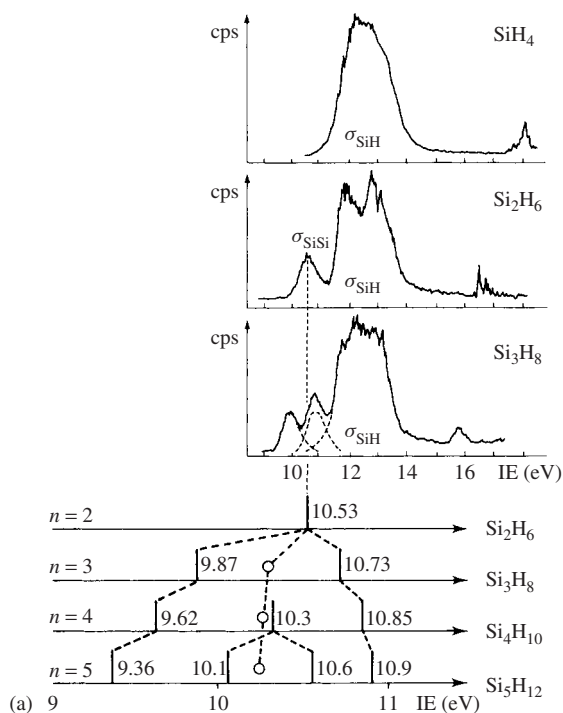 cps
SiH₄
σSiH
cps
Si₂H₆
σSiSi
σSiH
cps
Si₃H₈
σSiH
10 12 14 16 IE (eV)
n = 2 10.53 Si₂H₆
n = 3 9.87 10.73 Si₃H₈
n = 4 9.62 10.3 10.85 Si₄H₁₀
n = 5 9.36 10.1 10.6 10.9 Si₅H₁₂
(a) 9 10 11 IE (eV)